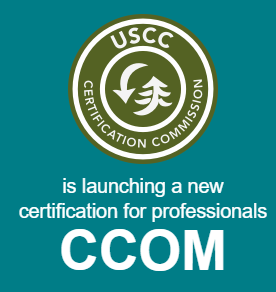 USCC
CERTIFICATION COMMISSION
is launching a new
certification for professionals
CCOM